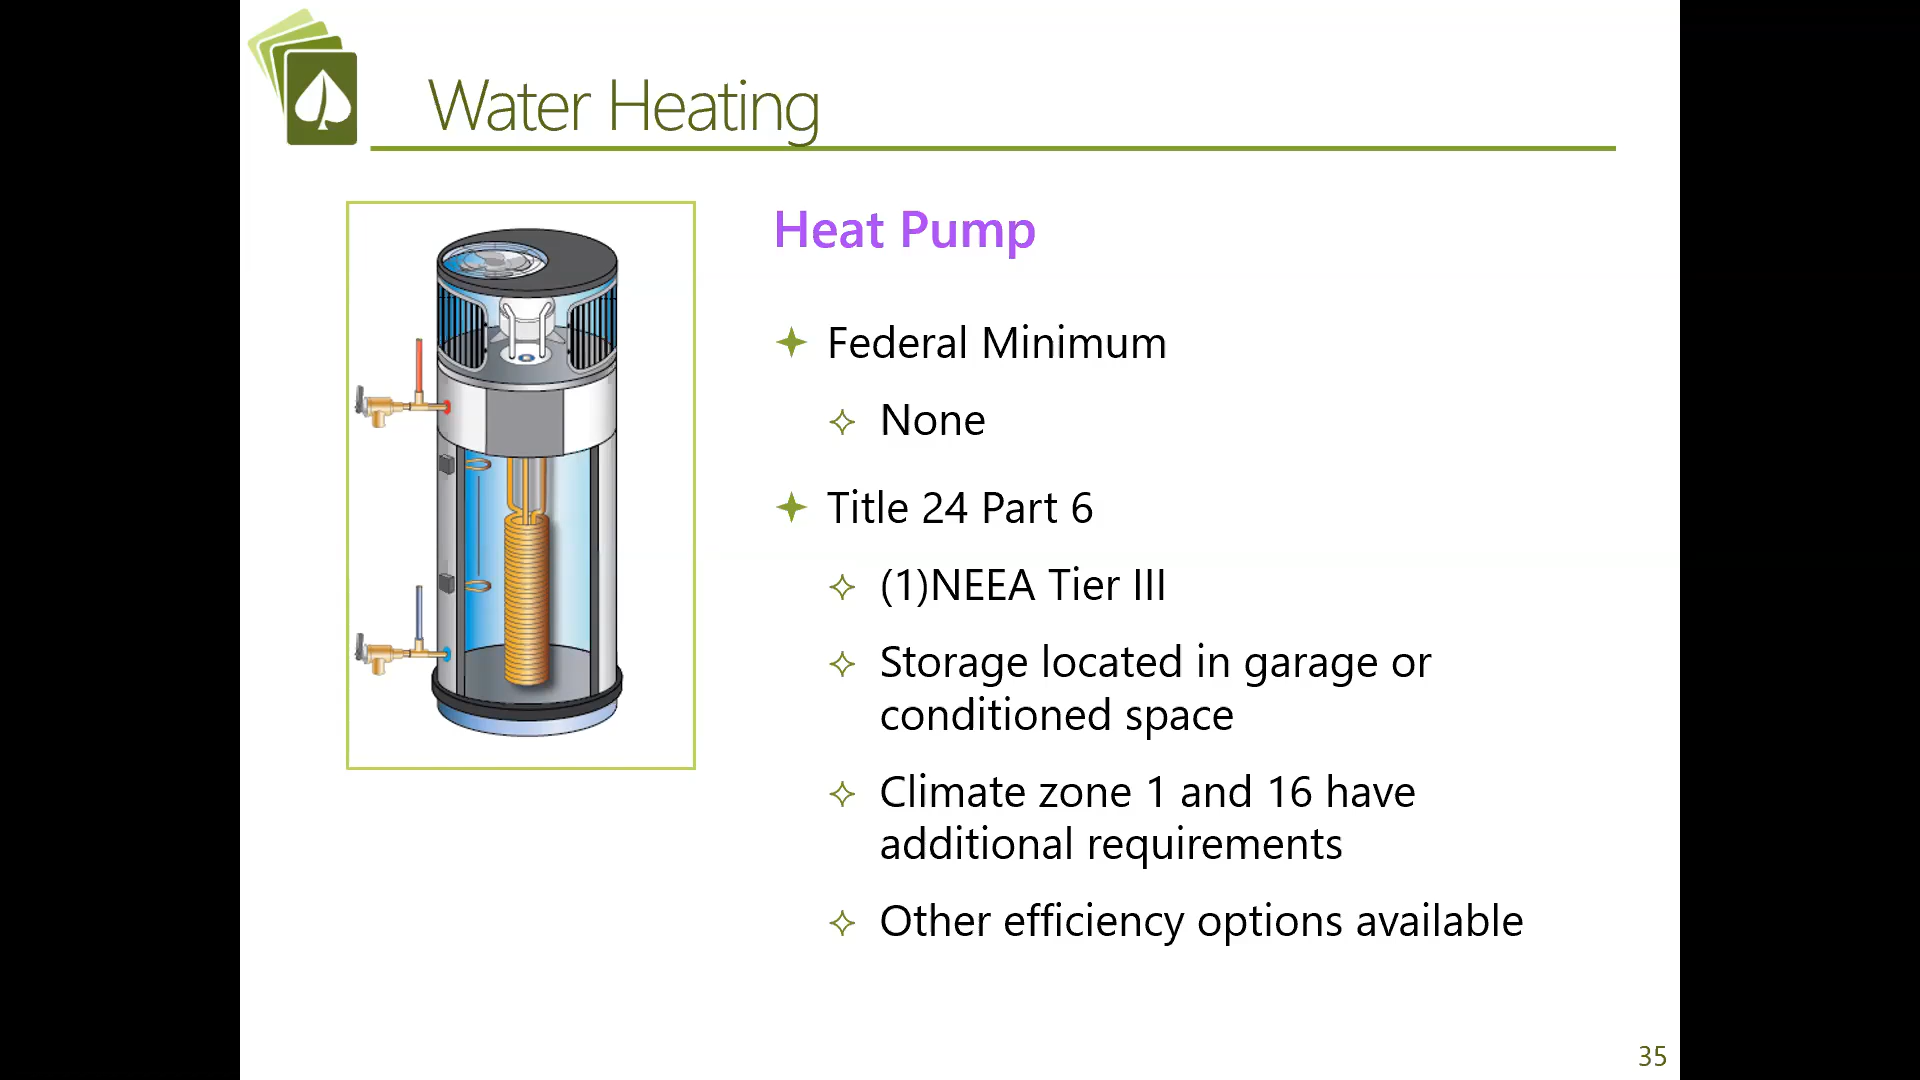 Water Heating
Heat Pump
Federal Minimum
None
Title 24 Part 6
(1)NEEA Tier III
Storage located in garage or
conditioned space
Climate zone 1 and 16 have
additional requirements
Other efficiency options available
35